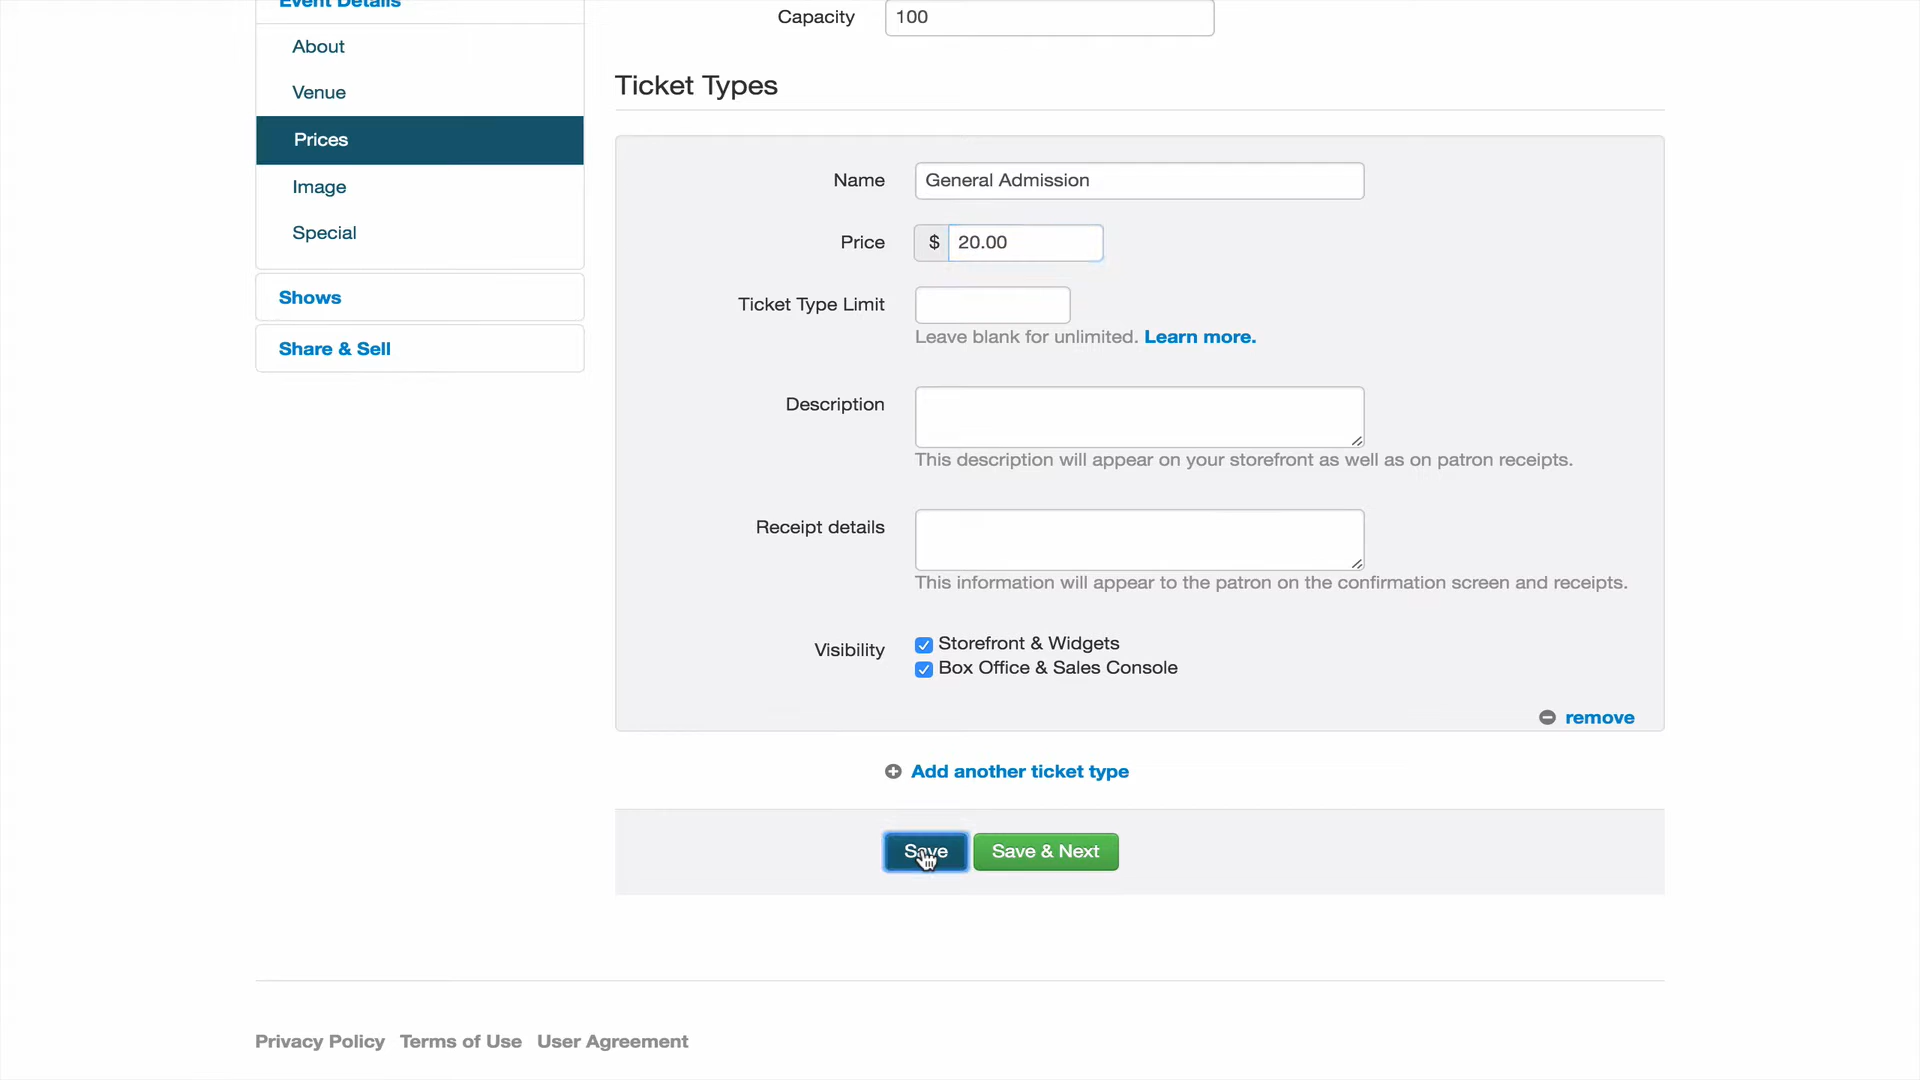 Event Details
About
Venue
Prices
Image
Special
Shows
Share & Sell
Capacity 100
Ticket Types
Name General Admission
Price $ 20.00
Ticket Type Limit
Leave blank for unlimited. Learn more.
Description
This description will appear on your storefront as well as on patron receipts.
Receipt details
This information will appear to the patron on the confirmation screen and receipts.
Visibility Storefront & Widgets
Box Office & Sales Console
remove
Add another ticket type
Save Save & Next
Privacy Policy Terms of Use User Agreement